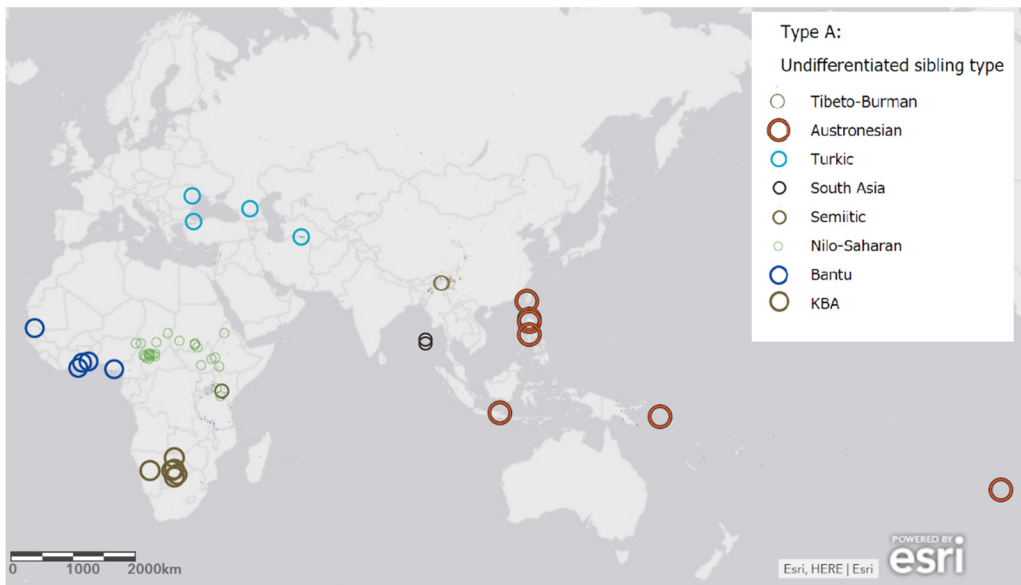 Type A:
Undifferentiated sibling type
Tibeto-Burman
Austronesian
Turkic
South Asia
Semiitic
Nilo-Saharan
Bantu
KBA
0 1000 2000km
Esri, HERE | Esri
POWERED BY
esri